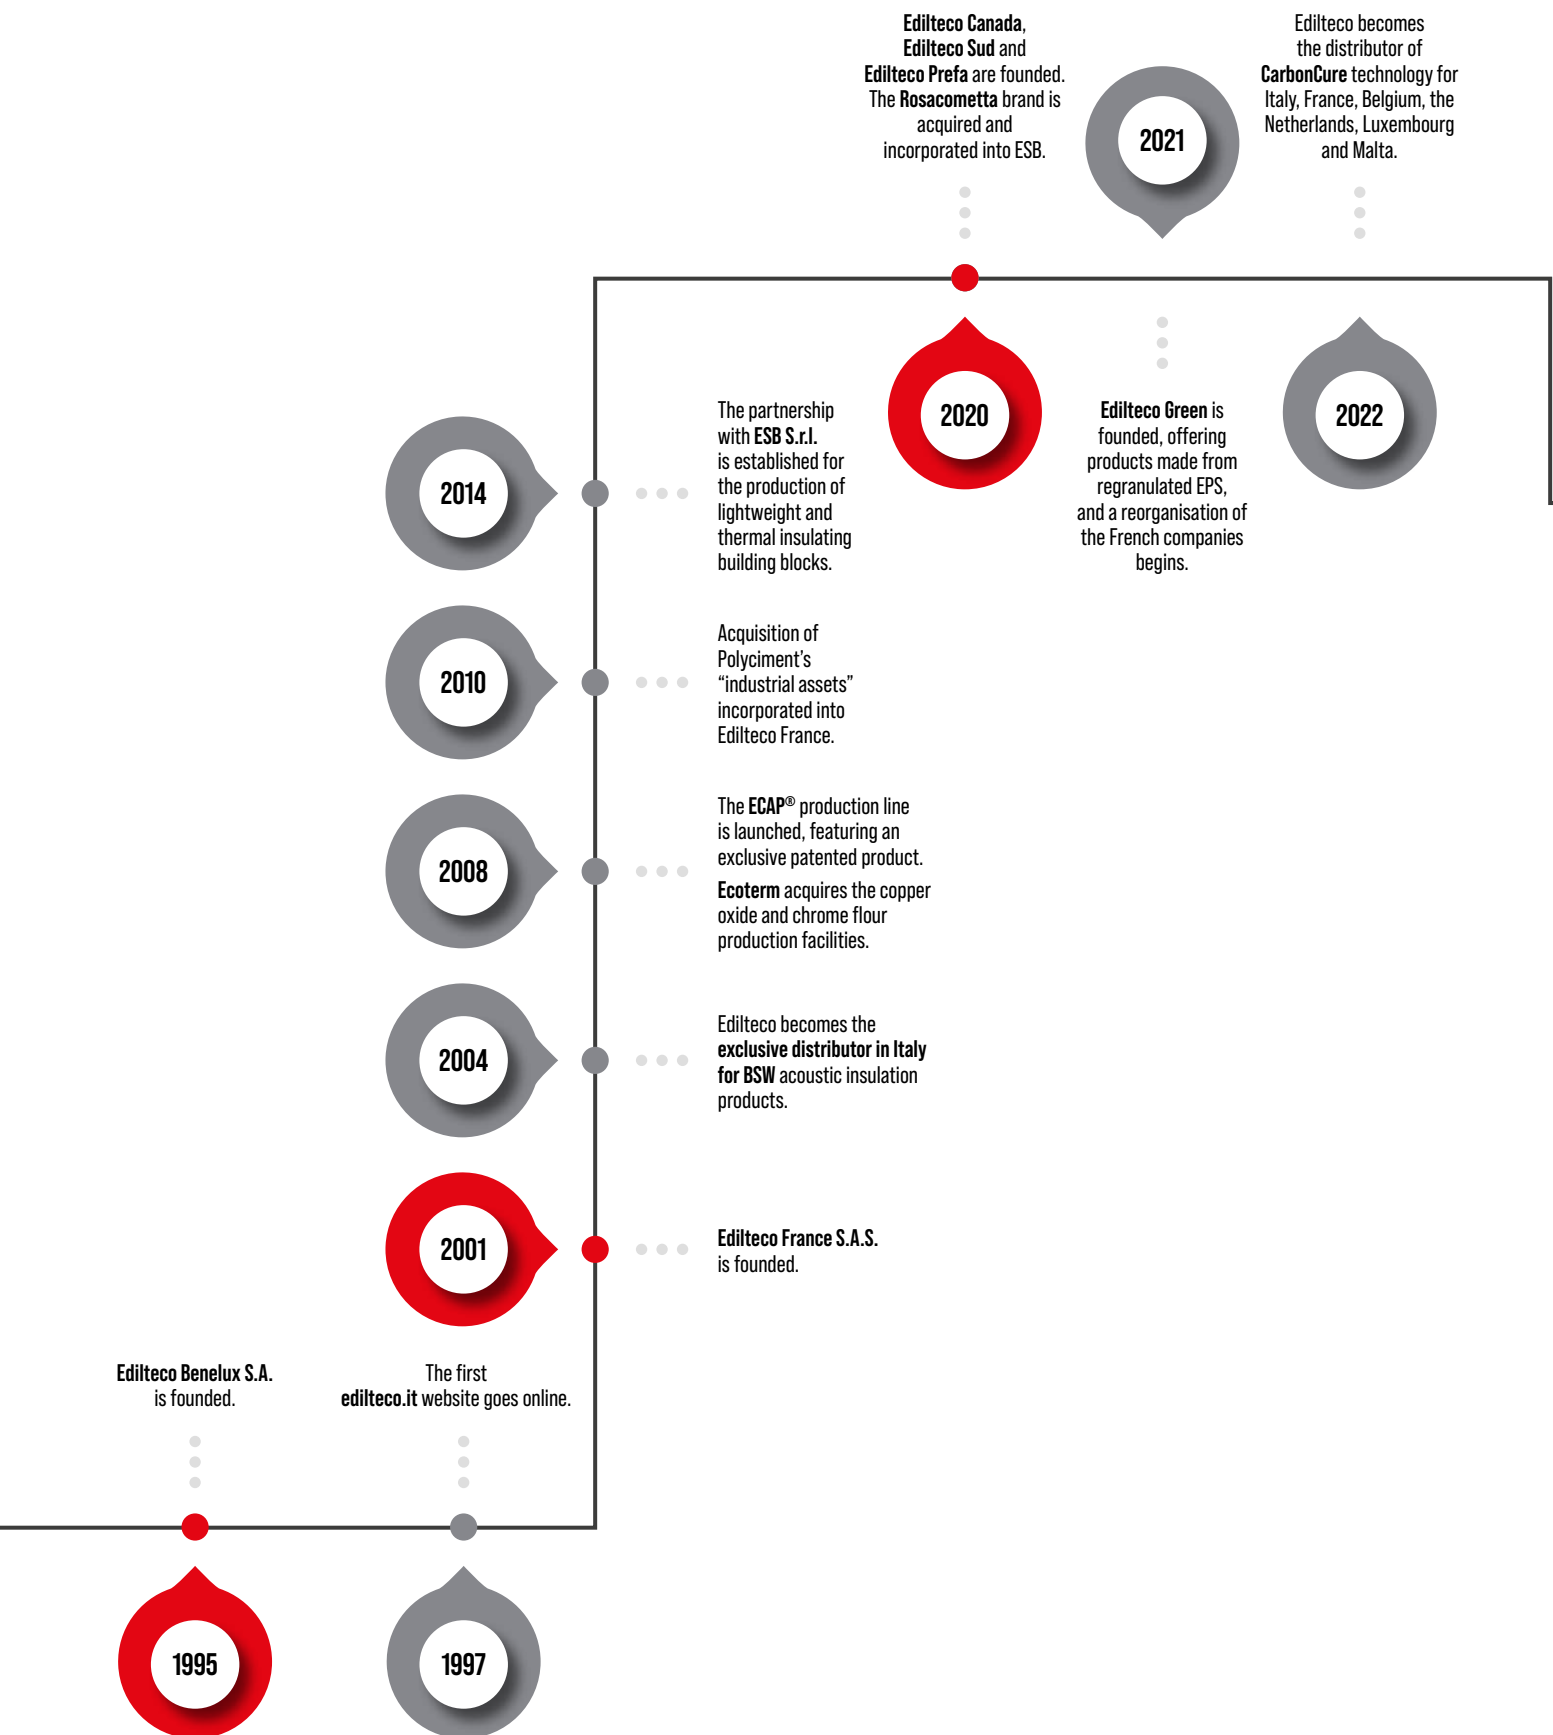 Edilteco Canada,
Edilteco Sud and
Edilteco Prefa are founded.
The Rosacometta brand is
acquired and
incorporated into ESB.
2021
Edilteco becomes
the distributor of
CarbonCure technology for
Italy, France, Belgium, the
Netherlands, Luxembourg
and Malta.
2020
Edilteco Green is
founded, offering
products made from
regranulated EPS,
and a reorganisation of
the French companies
begins.
2022
2014
The partnership
with ESB S.r.l.
is established for
the production of
lightweight and
thermal insulating
building blocks.
2010
Acquisition of
Polyciment’s
“industrial assets”
incorporated into
Edilteco France.
2008
The ECAP® production line
is launched, featuring an
exclusive patented product.
Ecoterm acquires the copper
oxide and chrome flour
production facilities.
2004
Edilteco becomes the
exclusive distributor in Italy
for BSW acoustic insulation
products.
2001
Edilteco France S.A.S.
is founded.
Edilteco Benelux S.A.
is founded.
The first
edilteco.it website goes online.
1995
1997